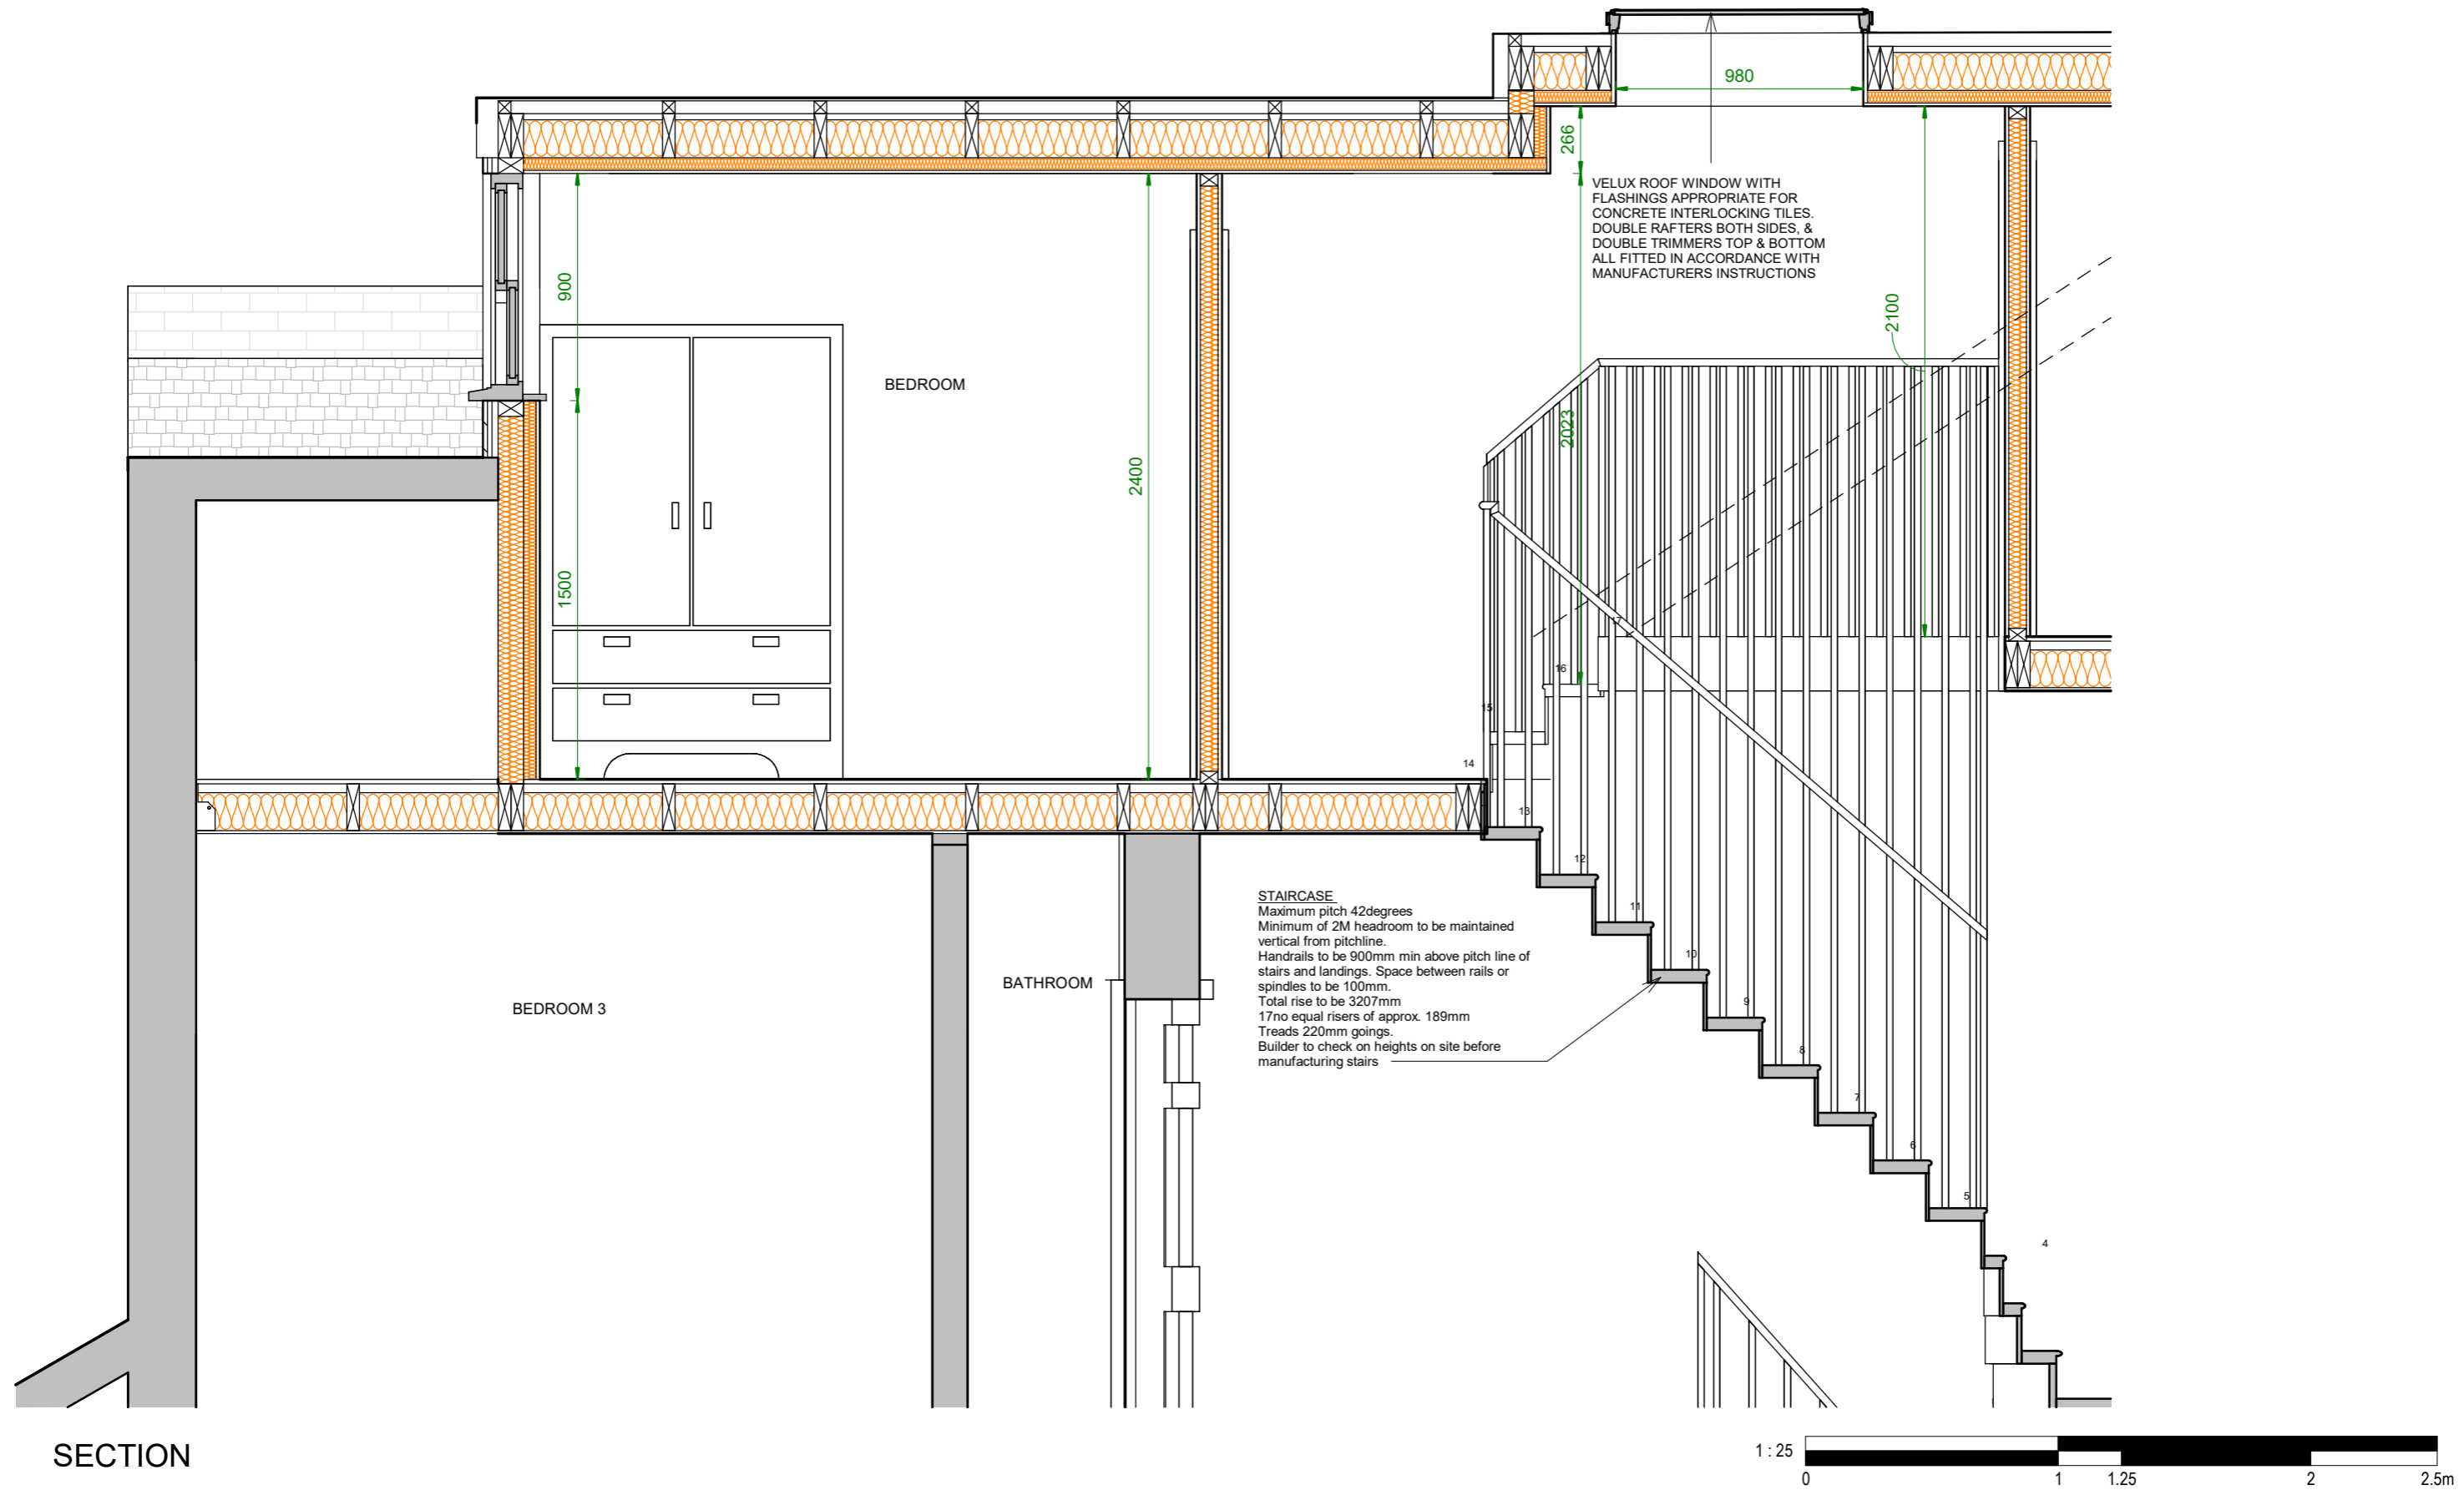 980
266
VELUX ROOF WINDOW WITH
FLASHINGS APPROPRIATE FOR
CONCRETE INTERLOCKING TILES.
DOUBLE RAFTERS BOTH SIDES, &
DOUBLE TRIMMERS TOP & BOTTOM
ALL FITTED IN ACCORDANCE WITH
MANUFACTURERS INSTRUCTIONS
900
2100
BEDROOM
2023
2400
1500
17
16
15
14
13
12
11
10
9
8
7
6
5
4
STAIRCASE
Maximum pitch 42degrees
Minimum of 2M headroom to be maintained
vertical from pitchline.
Handrails to be 900mm min above pitch line of
stairs and landings. Space between rails or
spindles to be 100mm.
Total rise to be 3207mm
17no equal risers of approx. 189mm
Treads 220mm goings.
Builder to check on heights on site before
manufacturing stairs
BATHROOM
BEDROOM 3
SECTION
1 : 25
0 1 1.25 2 2.5m